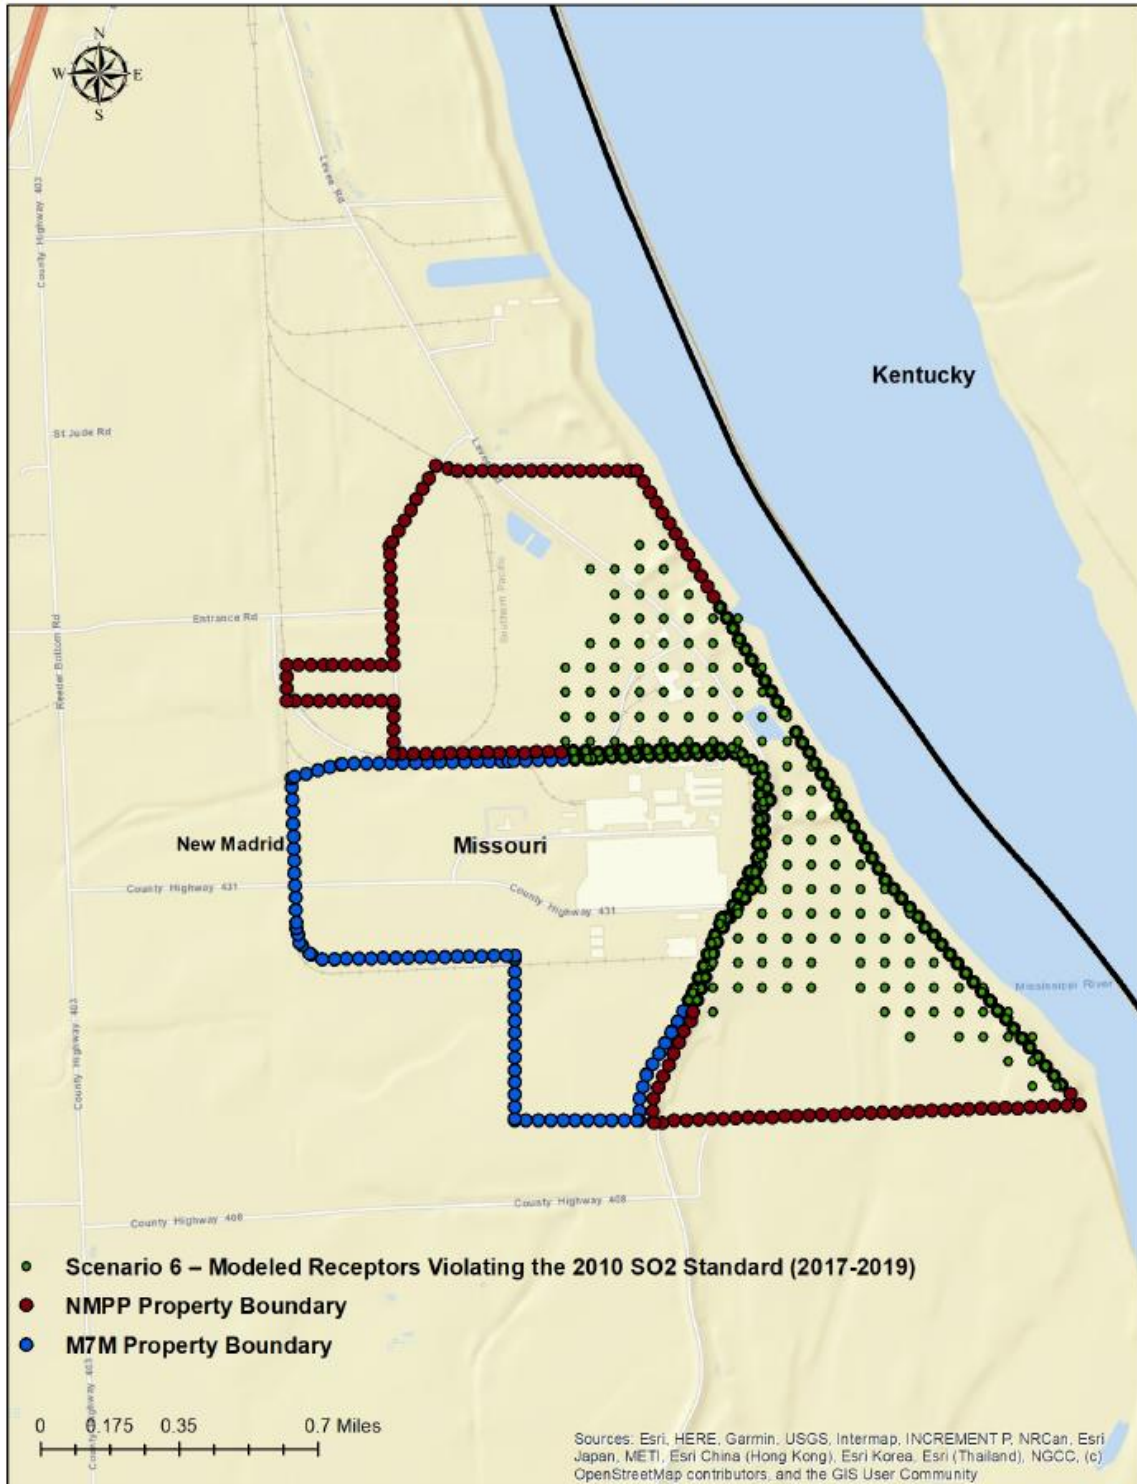 N
W E
S
County Highway 403
Levee Rd
Kentucky
St Jude Rd
Southern Pacific
Entrance Rd
Reeder Bottom Rd
New Madrid
Missouri
County Highway 431
County Highway 431
Mississippi River
County Highway 403
County Highway 408
County Highway 408
Scenario 6 – Modeled Receptors Violating the 2010 SO2 Standard (2017-2019)
NMPP Property Boundary
M7M Property Boundary
County Highway 403
0 0.175 0.35 0.7 Miles
Sources: Esri, HERE, Garmin, USGS, Intermap, INCREMENT P, NRCan, Esri
Japan, METI, Esri China (Hong Kong), Esri Korea, Esri (Thailand), NGCC, (c)
OpenStreetMap contributors, and the GIS User Community